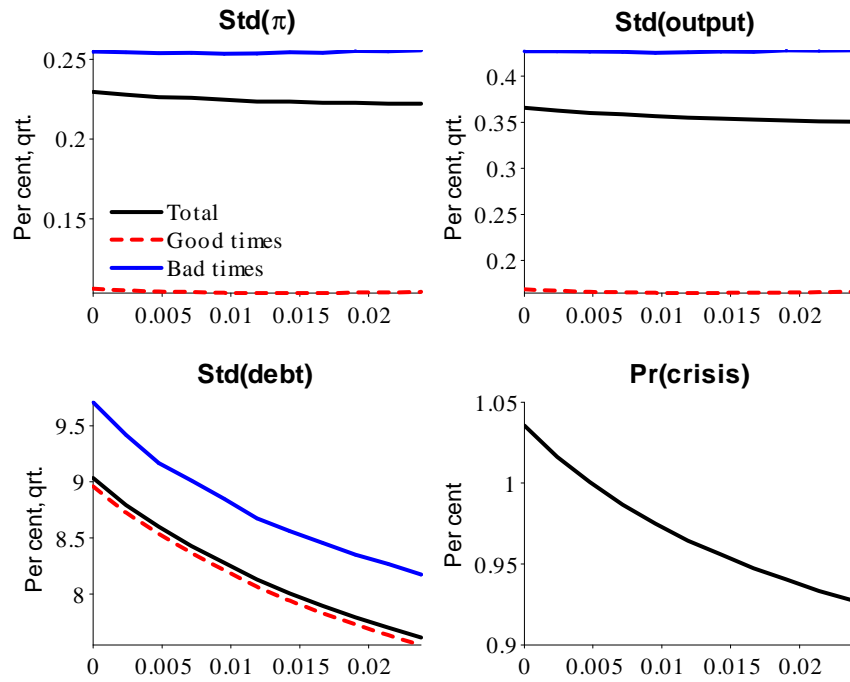 Std(π)
Std(output)
Per cent, qrt.
0.25
0.2
0.15
Total
Good times
Bad times
0 0.005 0.01 0.015 0.02
Per cent, qrt.
0.4
0.35
0.3
0.25
0.2
0 0.005 0.01 0.015 0.02
Std(debt)
Pr(crisis)
Per cent, qrt.
9.5
9
8.5
8
0 0.005 0.01 0.015 0.02
Per cent
1.05
1
0.95
0.9
0 0.005 0.01 0.015 0.02